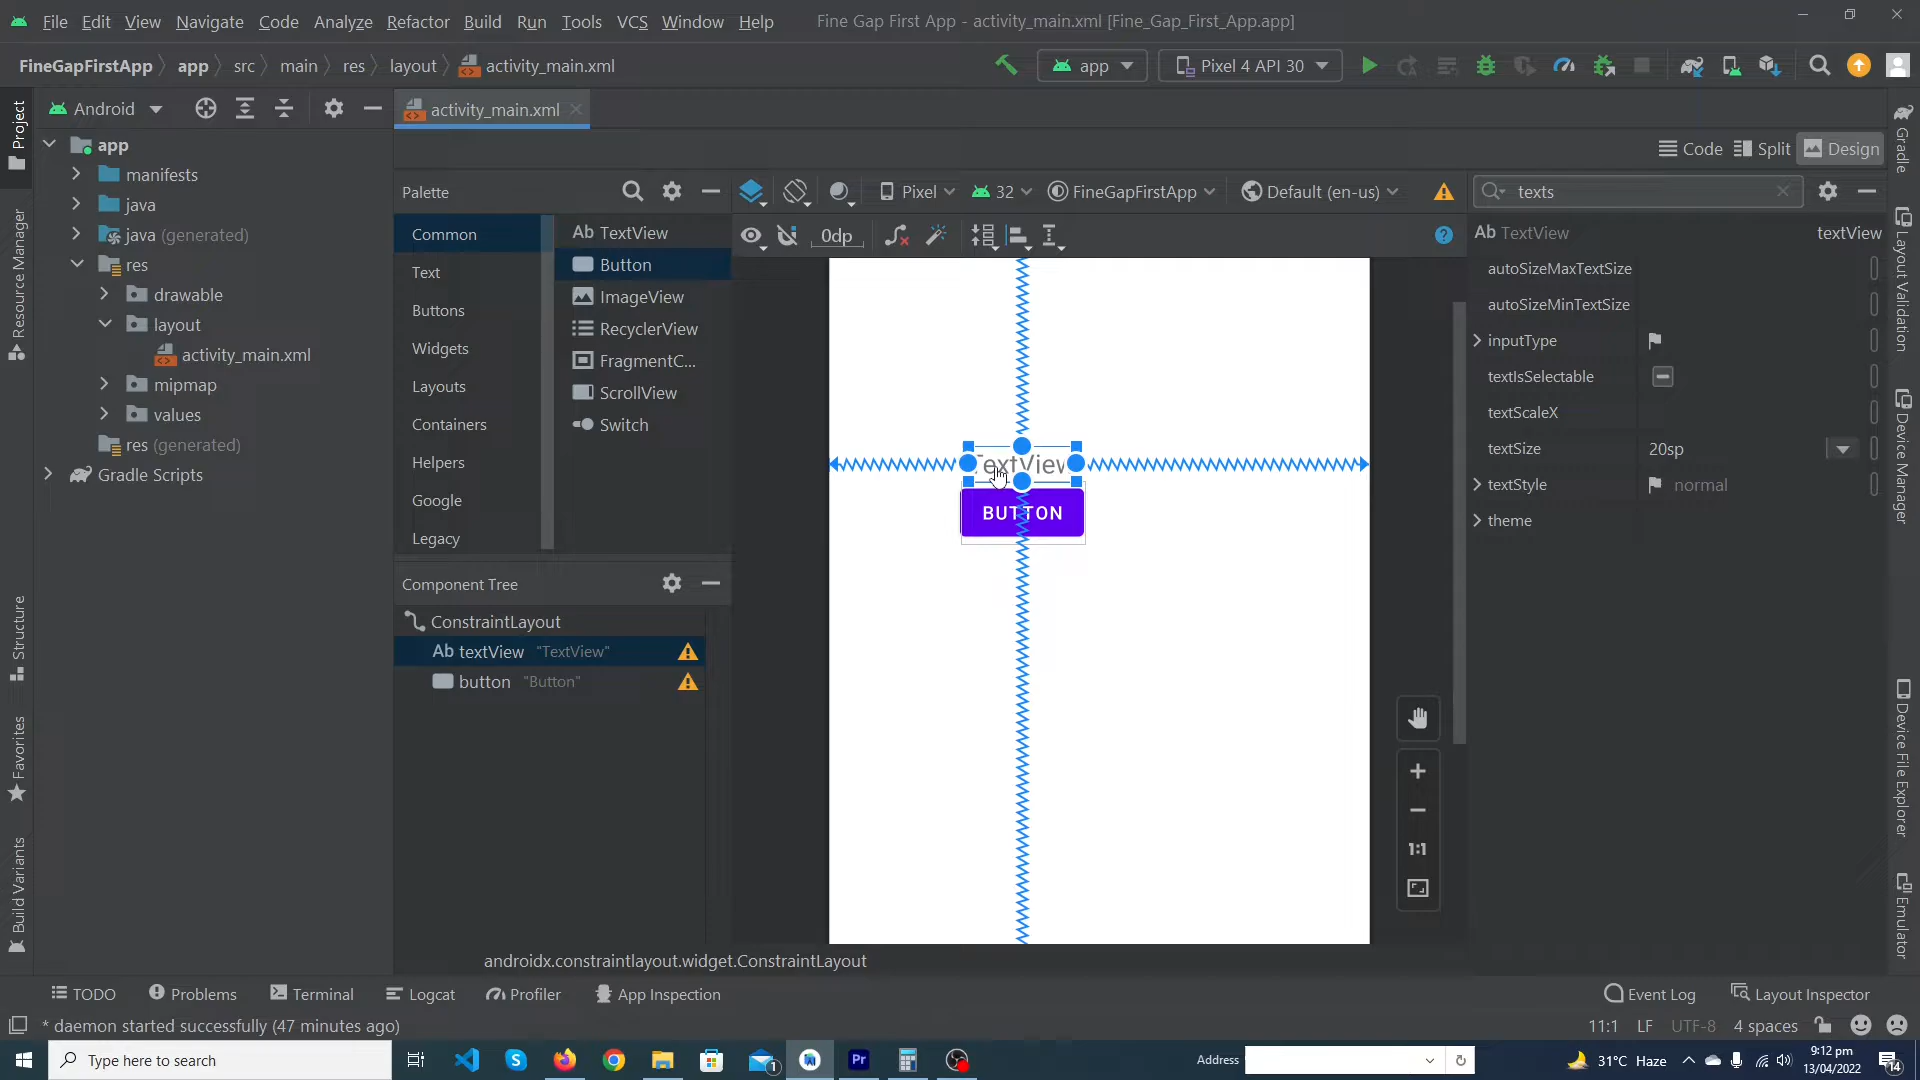 File Edit View Navigate Code Analyze Refactor Build Run Tools VCS Window Help Fine Gap First App - activity_main.xml [Fine_Gap_First_App.app]
FineGapFirstApp app src main res layout activity_main.xml app Pixel 4 API 30
Project
Resource Manager
Structure
Favorites
Build Variants
Android
app
manifests
java
java (generated)
res
drawable
layout
activity_main.xml
mipmap
values
res (generated)
Gradle Scripts
activity_main.xml
Code Split Design
Palette
Common
Text
Buttons
Widgets
Layouts
Containers
Helpers
Google
Legacy
Ab TextView
Button
ImageView
RecyclerView
FragmentC...
ScrollView
Switch
Component Tree
ConstraintLayout
Ab textView "TextView"
button "Button"
Pixel 32 FineGapFirstApp Default (en-us)
0dp
TextView
BUTTON
1:1
androidx.constraintlayout.widget.ConstraintLayout
texts
Ab TextView textView
autoSizeMaxTextSize
autoSizeMinTextSize
inputType
textIsSelectable
textScaleX
textSize 20sp
textStyle normal
theme
Gradle
Layout Validation
Device Manager
Device File Explorer
Emulator
TODO Problems Terminal Logcat Profiler App Inspection Event Log Layout Inspector
* daemon started successfully (47 minutes ago) 11:1 LF UTF-8 4 spaces
Type here to search 1 Pr Address 31°C Haze 9:12 pm
13/04/2022 14